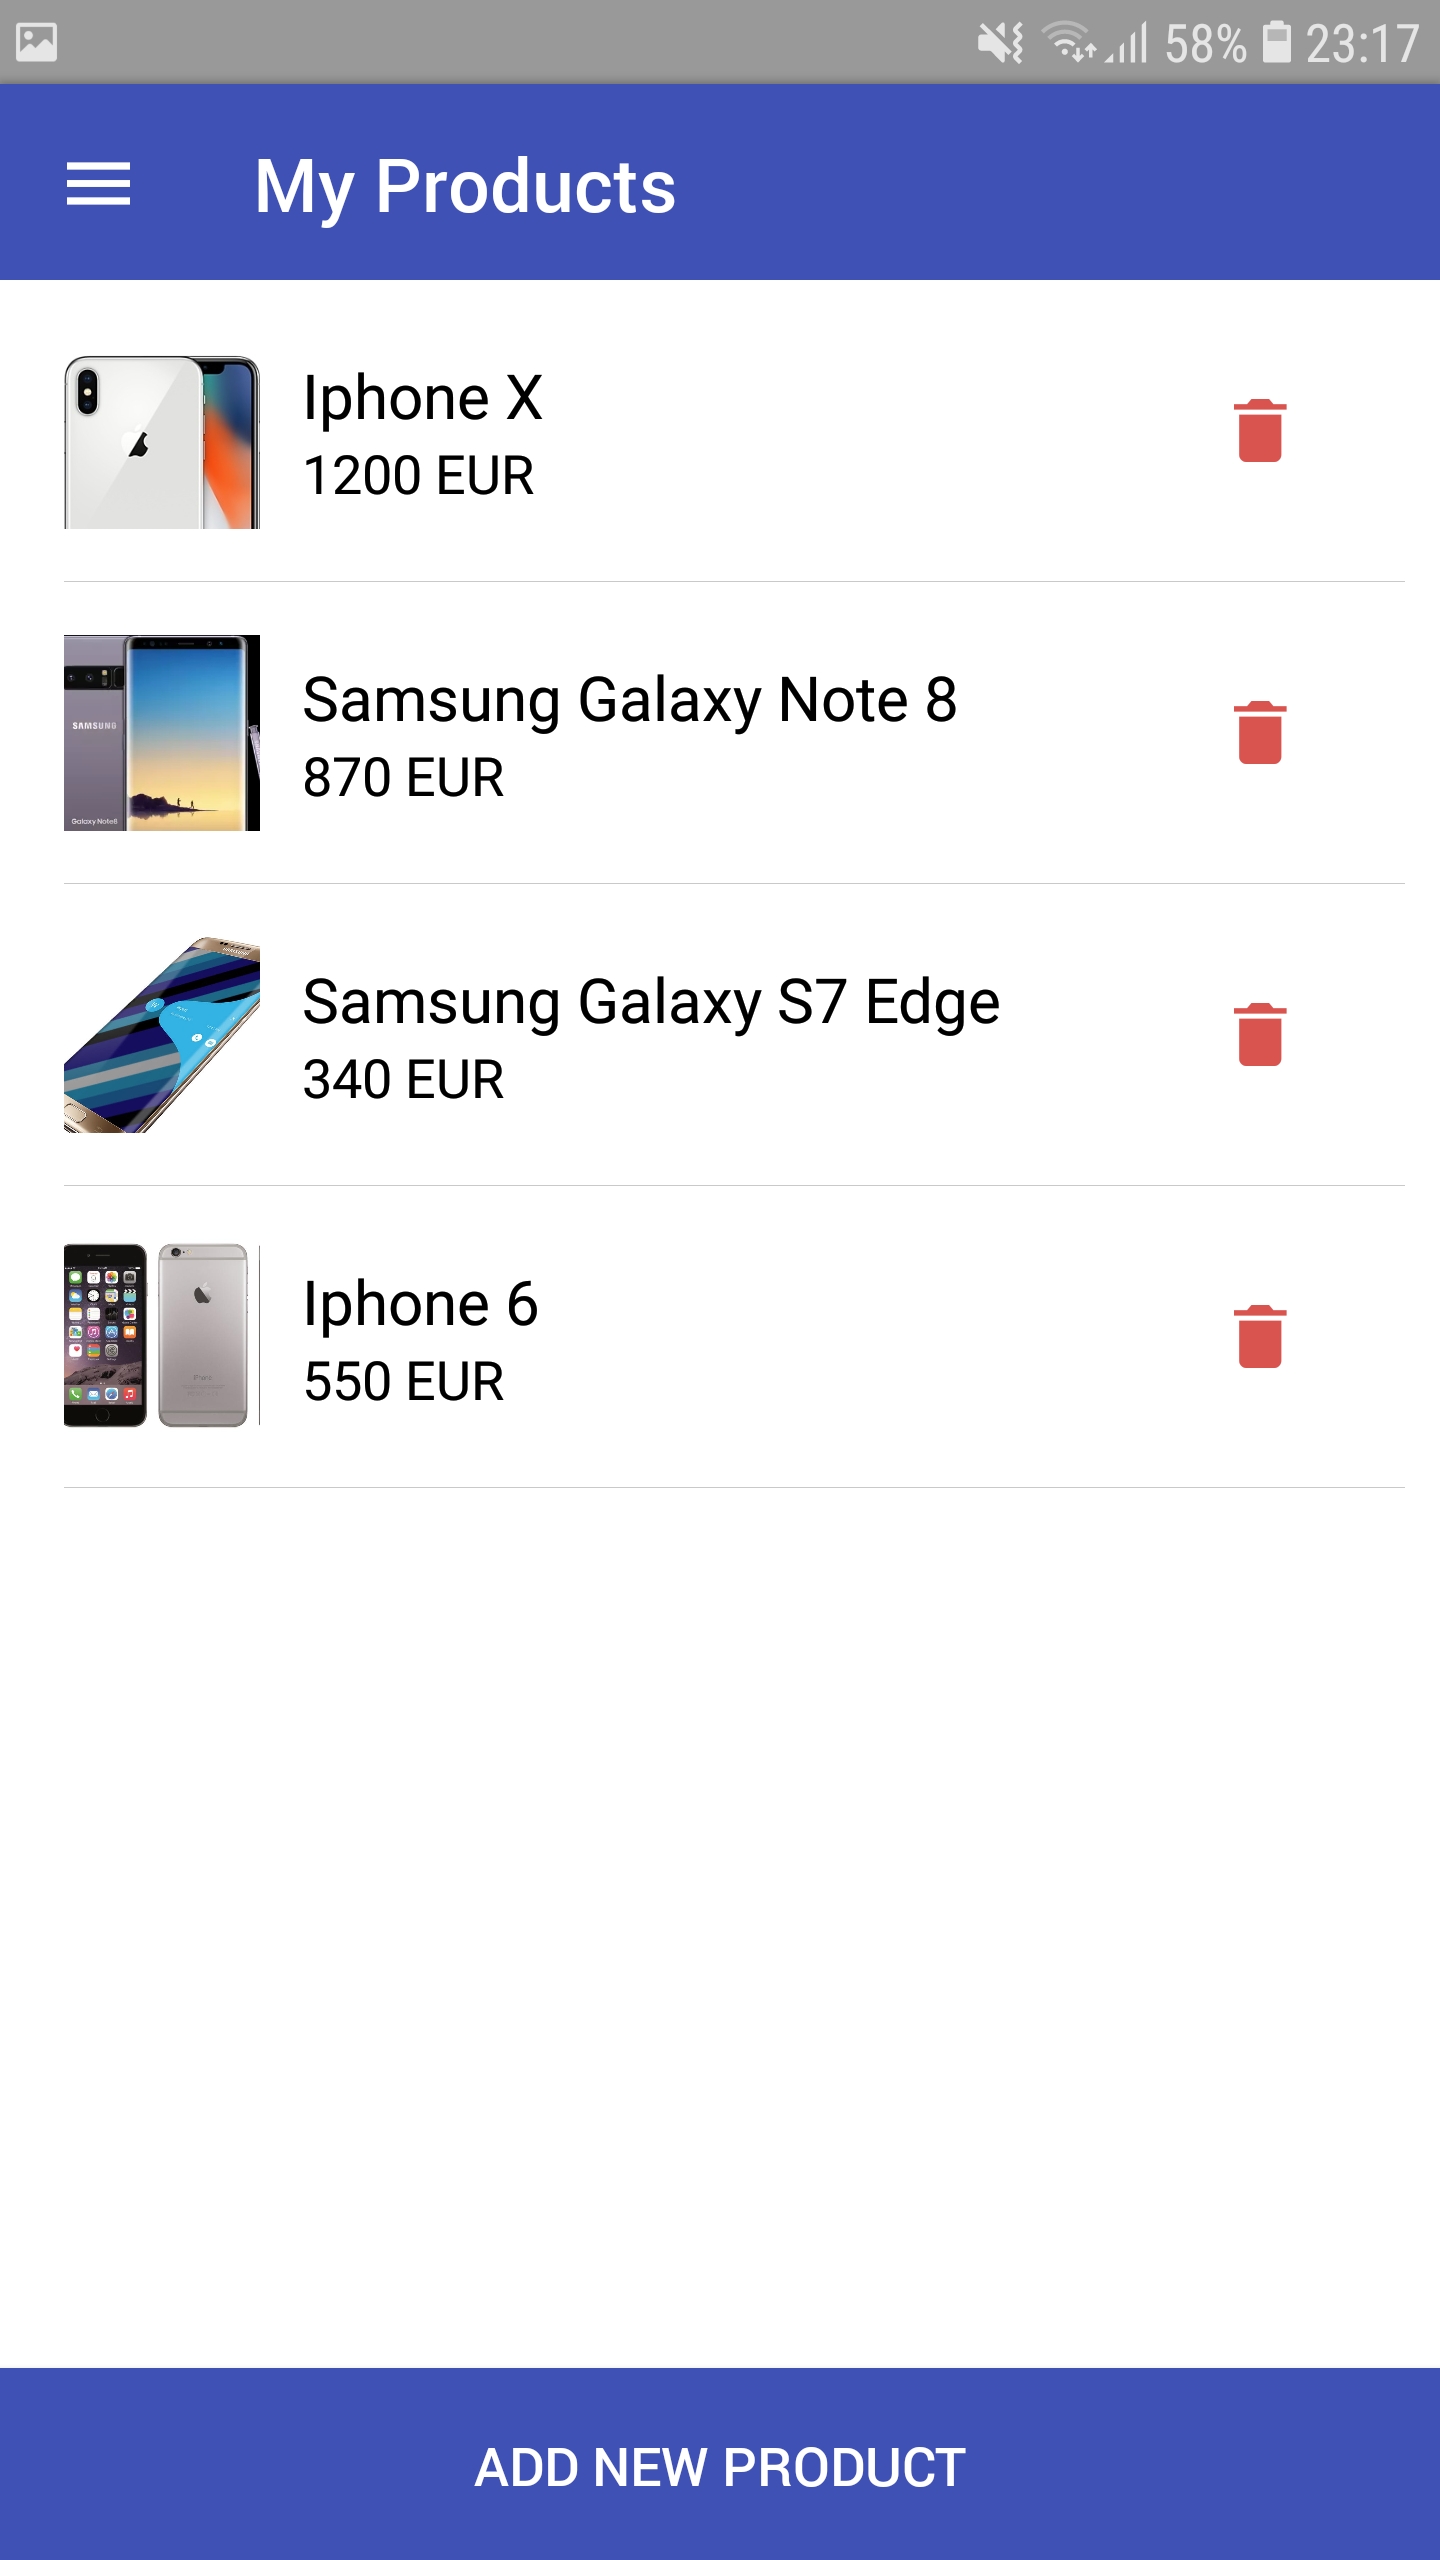 58% 23:17
My Products
Iphone X
1200 EUR
SAMSUNG
Galaxy Note8
Samsung Galaxy Note 8
870 EUR
Samsung Galaxy S7 Edge
340 EUR
Iphone 6
550 EUR
ADD NEW PRODUCT